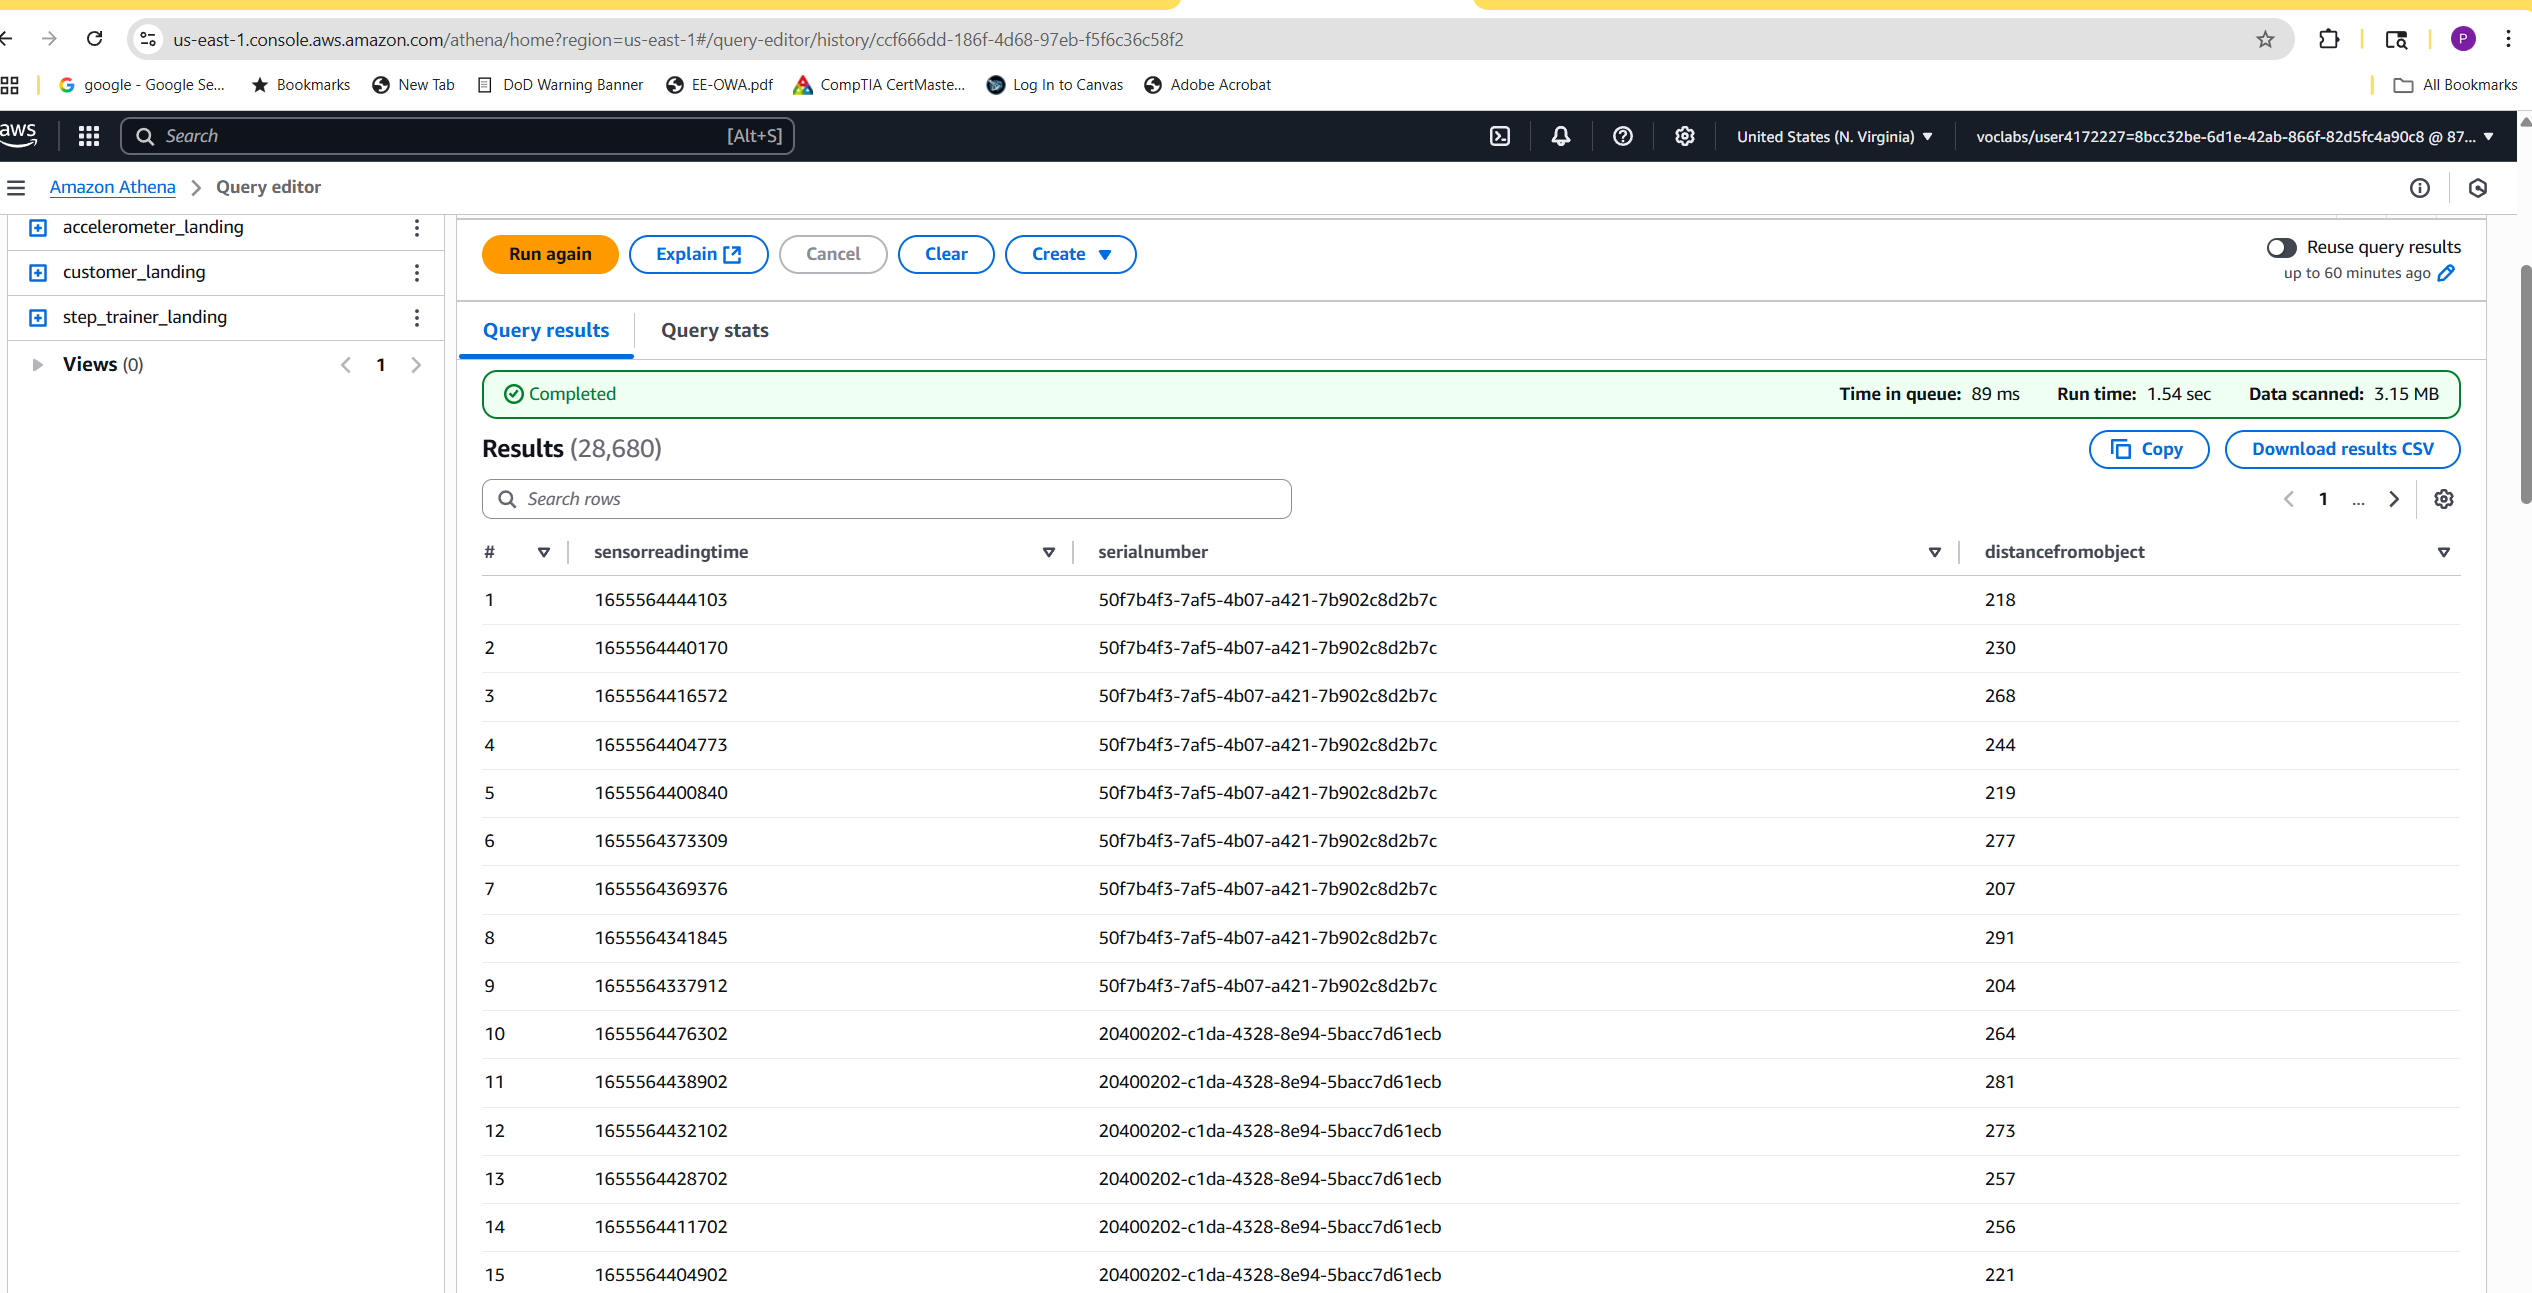 us-east-1.console.aws.amazon.com/athena/home?region=us-east-1#/query-editor/history/ccf666dd-186f-4d68-97eb-f5f6c36c58f2
P
google - Google Se... Bookmarks New Tab DoD Warning Banner EE-OWA.pdf CompTIA CertMaste... Log In to Canvas Adobe Acrobat All Bookmarks
aws Search [Alt+S] United States (N. Virginia) voclabs/user4172227=8bcc32be-6d1e-42ab-866f-82d5fc4a90c8 @ 87...
Amazon Athena > Query editor
accelerometer_landing
customer_landing
step_trainer_landing
Views (0) 1
Run again Explain Cancel Clear Create
Reuse query results
up to 60 minutes ago
Query results Query stats
Completed Time in queue: 89 ms Run time: 1.54 sec Data scanned: 3.15 MB
Results (28,680) Copy Download results CSV
Search rows 1 ...
# sensorreadingtime serialnumber distancefromobject
1 1655564444103 50f7b4f3-7af5-4b07-a421-7b902c8d2b7c 218
2 1655564440170 50f7b4f3-7af5-4b07-a421-7b902c8d2b7c 230
3 1655564416572 50f7b4f3-7af5-4b07-a421-7b902c8d2b7c 268
4 1655564404773 50f7b4f3-7af5-4b07-a421-7b902c8d2b7c 244
5 1655564400840 50f7b4f3-7af5-4b07-a421-7b902c8d2b7c 219
6 1655564373309 50f7b4f3-7af5-4b07-a421-7b902c8d2b7c 277
7 1655564369376 50f7b4f3-7af5-4b07-a421-7b902c8d2b7c 207
8 1655564341845 50f7b4f3-7af5-4b07-a421-7b902c8d2b7c 291
9 1655564337912 50f7b4f3-7af5-4b07-a421-7b902c8d2b7c 204
10 1655564476302 20400202-c1da-4328-8e94-5bacc7d61ecb 264
11 1655564438902 20400202-c1da-4328-8e94-5bacc7d61ecb 281
12 1655564432102 20400202-c1da-4328-8e94-5bacc7d61ecb 273
13 1655564428702 20400202-c1da-4328-8e94-5bacc7d61ecb 257
14 1655564411702 20400202-c1da-4328-8e94-5bacc7d61ecb 256
15 1655564404902 20400202-c1da-4328-8e94-5bacc7d61ecb 221